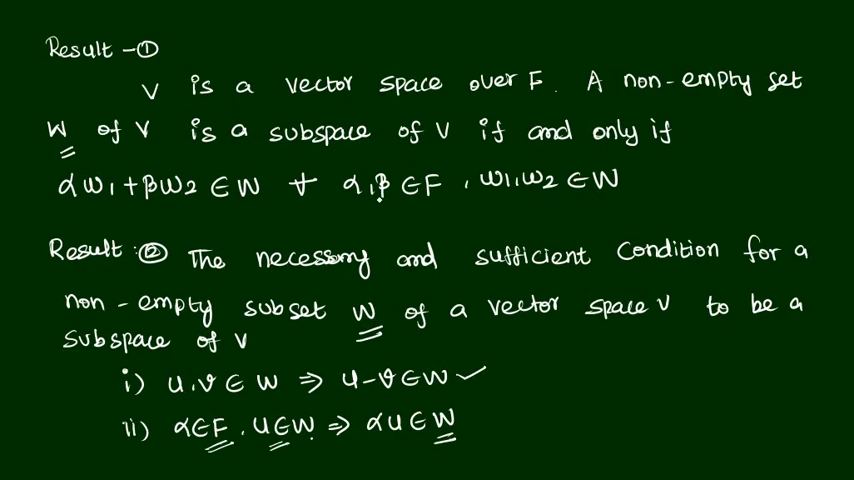 Result - ①
V is a vector space over F. A non-empty set
W of V is a subspace of V if and only if
αw₁+βw₂ ∈ W ∀ α,β ∈ F , w₁,w₂ ∈ W
Result : ② The necessary and sufficient Condition for a
non-empty subset W of a vector space V to be a
subspace of V
i) u,v ∈ W ⇒ u-v ∈ W ✓
ii) α∈F , u∈W ⇒ αu ∈ W